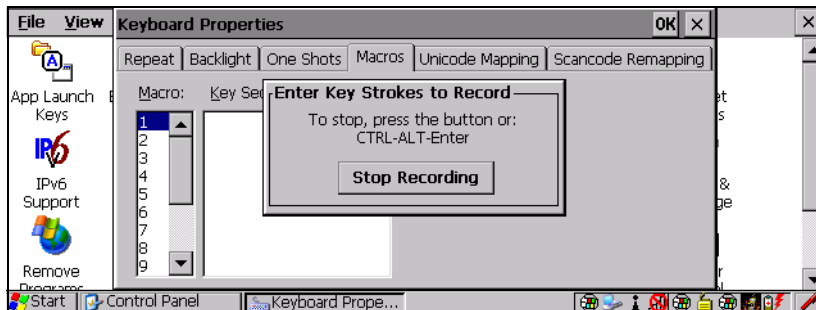 File View
Keyboard Properties
OK
Repeat
Backlight
One Shots
Macros
Unicode Mapping
Scancode Remapping
App Launch
Keys
IPv6
Support
Remove
Macro:
Key
1
2
3
4
5
6
7
8
9
Enter Key Strokes to Record
To stop, press the button or:
CTRL-ALT-Enter
Stop Recording
&
Start
Control Panel
Keyboard Prope...